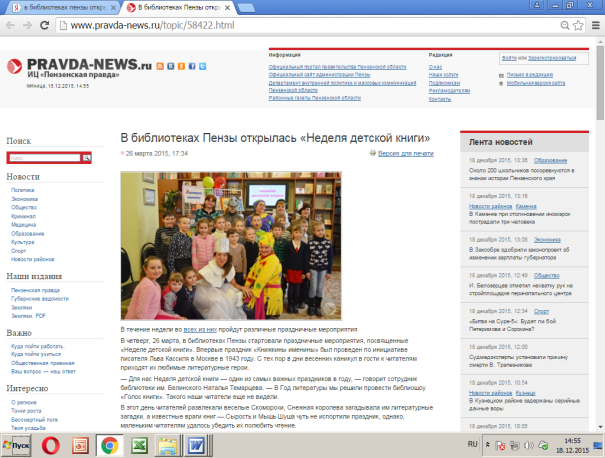 в библиотеках пензы откры
В библиотеках Пензы откр
www.pravda-news.ru/topic/58422.html
PRAVDA-NEWS.ru
ИЦ «Пензенская правда»
пятница, 18.12.2015, 14:55
Информация
Официальный портал правительства Пензенской области
Официальный сайт администрации Пензы
Департамент внутренней политики и массовых коммуникаций
Пензенской области
Районные газеты Пензенской области
Редакция
О нас
Наши услуги
Подписчикам
Рекламодателям
Контакты
Войти или Зарегистрироваться
Письмо в редакцию
Мобильная версия сайта
Поиск
Новости
Политика
Экономика
Общество
Криминал
Медицина
Образование
Культура
Спорт
Новости районов
Наши издания
Пензенская правда
Губернские ведомости
Земляки
Земляки. PDF
Важно
Куда пойти работать
Куда пойти учиться
Общественная приемная
Ваш вопрос — наш ответ
Интересно
О регионе
Точки роста
Бессмертный полк
Твоя усадьба
В библиотеках Пензы открылась «Неделя детской книги»
26 марта 2015, 17:34
Версия для печати
В течение недели во всех из них пройдут различные праздничные мероприятия
В четверг, 26 марта, в библиотеках Пензы стартовали праздничные мероприятия, посвященные
«Неделе детской книги». Впервые праздник «Книжкины именины» был проведен по инициативе
писателя Льва Кассиля в Москве в 1943 году. С тех пор в дни весенних каникул в гости к читателям
приходят их любимые литературные герои.
— Для нас Неделя детской книги — один из самых важных праздников в году, — говорит сотрудник
библиотеки им. Белинского Наталья Темарцево. — В Год литературы мы решили провести библиошоу
«Голос книги». Такого наши читатели еще не видели.
В этот день читателей развлекали веселые Скоморохи, Снежная королева загадывала им литературные
загадки, а известные враги книг — Сырость и Мышь Шуша чуть не испортили праздник, однако,
маленьким читателям удалось убедить их полюбить чтение.
Лента новостей
18 декабря 2015, 13:36 Образование
Около 200 школьников посоревнуются в
знании истории Пензенского края
18 декабря 2015, 13:16
Новости районов Каменка
В Каменке при столкновении иномарок
пострадали три человека
18 декабря 2015, 13:08 Экономика
В Заксобре одобрили законопроект об
изменении зарплаты губернатора
18 декабря 2015, 12:49 Общество
И. Белозерцев отметил нехватку рук на
стройплощадке перинатального центра
18 декабря 2015, 12:34 Спорт
«Битва на Суре-5»: Будет ли бой
Петерикова и Сорокина?
18 декабря 2015, 12:00
Судмедэксперты установили причину
смерти В. Трапезникова
18 декабря 2015, 10:54
Новости районов Кузнецк
В Кузнецком районе задержаны серийные
дачные воры
Пуск
RU
14:55
18.12.2015